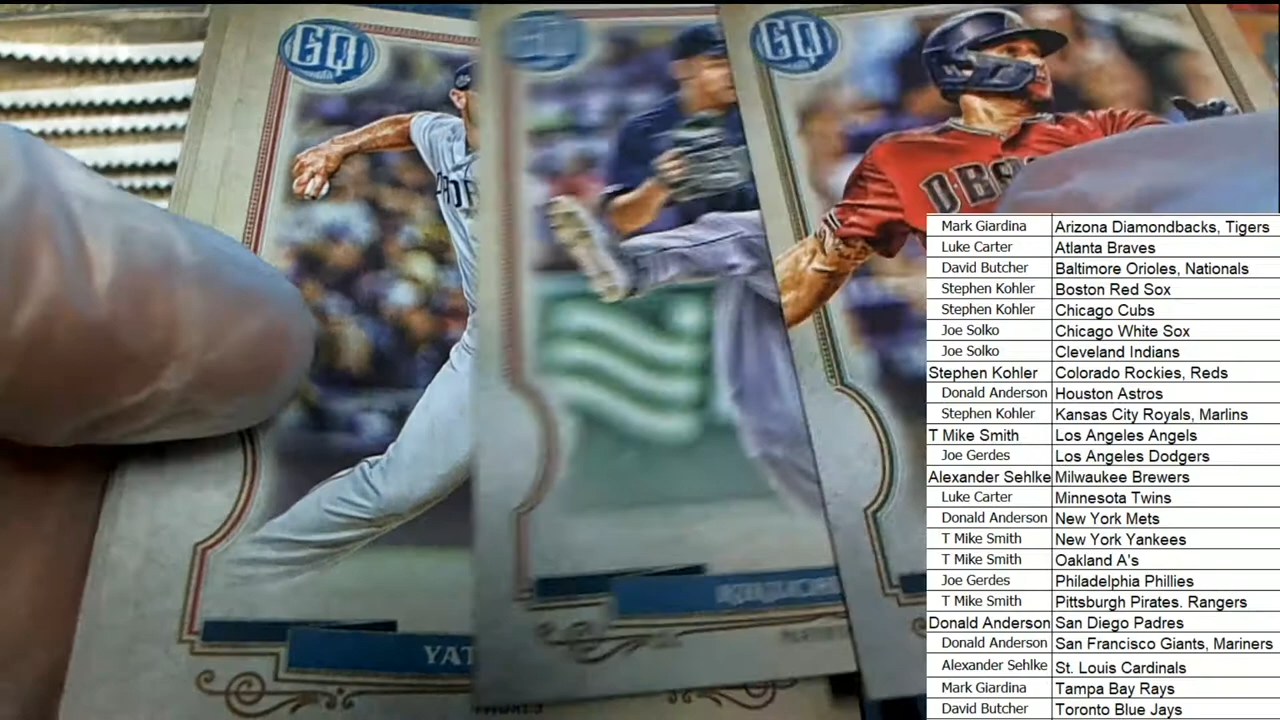 GQ
GQ
D-BA
Mark Giardina Arizona Diamondbacks, Tigers
Luke Carter Atlanta Braves
David Butcher Baltimore Orioles, Nationals
Stephen Kohler Boston Red Sox
Stephen Kohler Chicago Cubs
Joe Solko Chicago White Sox
Joe Solko Cleveland Indians
Stephen Kohler Colorado Rockies, Reds
Donald Anderson Houston Astros
Stephen Kohler Kansas City Royals, Marlins
T Mike Smith Los Angeles Angels
Joe Gerdes Los Angeles Dodgers
Alexander Sehlke Milwaukee Brewers
Luke Carter Minnesota Twins
Donald Anderson New York Mets
T Mike Smith New York Yankees
T Mike Smith Oakland A's
Joe Gerdes Philadelphia Phillies
T Mike Smith Pittsburgh Pirates. Rangers
Donald Anderson San Diego Padres
Donald Anderson San Francisco Giants, Mariners
Alexander Sehlke St. Louis Cardinals
Mark Giardina Tampa Bay Rays
David Butcher Toronto Blue Jays
YAT